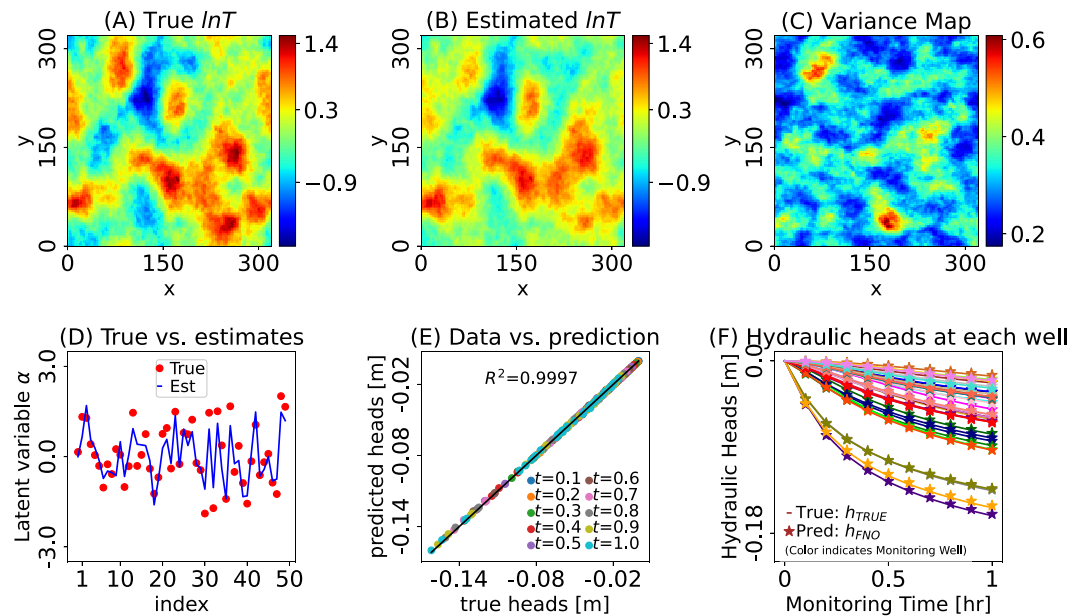 (A) True lnT
(B) Estimated lnT
(C) Variance Map
y
300
150
0
0
150
300
x
1.4
0.3
−0.9
y
300
150
0
0
150
300
x
1.4
0.3
−0.9
y
300
150
0
0
150
300
x
0.6
0.4
0.2
(D) True vs. estimates
Latent variable α
3.0
0.0
-3.0
True
Est
1
10
20
30
40
50
index
(E) Data vs. prediction
predicted heads [m]
-0.02
-0.08
-0.14
R²=0.9997
t=0.1
t=0.6
t=0.2
t=0.7
t=0.3
t=0.8
t=0.4
t=0.9
t=0.5
t=1.0
-0.14
-0.08
-0.02
true heads [m]
(F) Hydraulic heads at each well
Hydraulic Heads [m]
0.0
-0.18
True: hTRUE
Pred: hFNO
(Color indicates Monitoring Well)
0
0.5
1
Monitoring Time [hr]